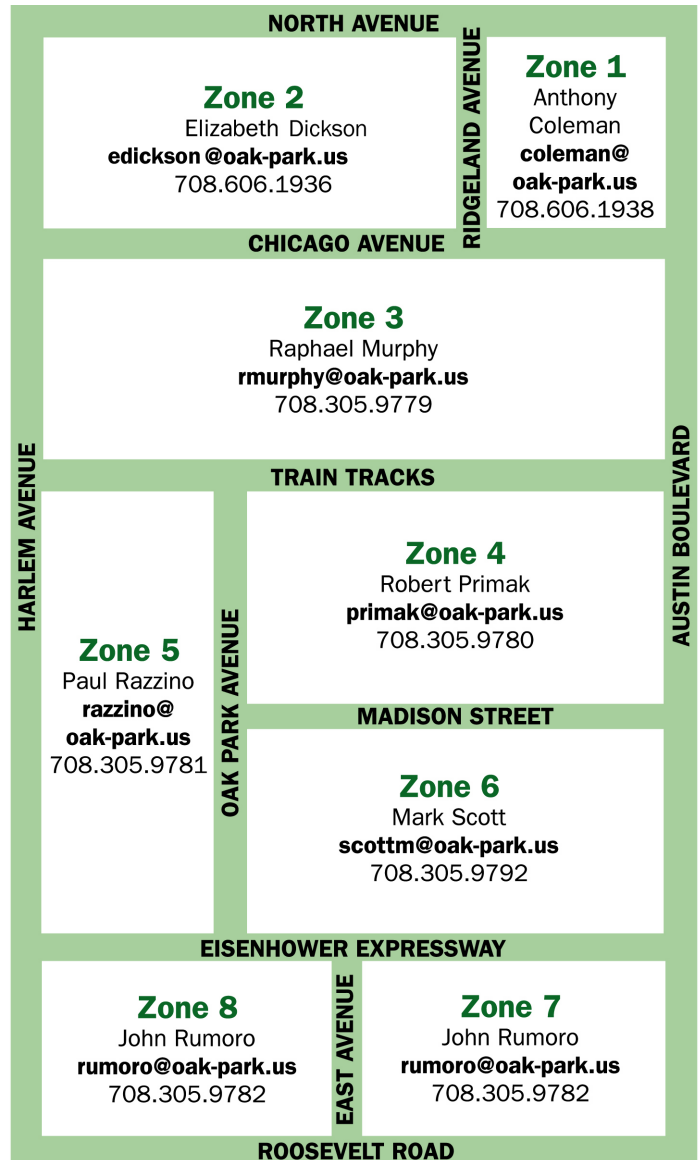 NORTH AVENUE
Zone 2
Elizabeth Dickson
edickson@oak-park.us
708.606.1936
RIDGELAND AVENUE
Zone 1
Anthony
Coleman
coleman@
oak-park.us
708.606.1938
CHICAGO AVENUE
Zone 3
Raphael Murphy
rmurphy@oak-park.us
708.305.9779
HARLEM AVENUE
AUSTIN BOULEVARD
TRAIN TRACKS
Zone 5
Paul Razzino
razzino@
oak-park.us
708.305.9781
OAK PARK AVENUE
Zone 4
Robert Primak
primak@oak-park.us
708.305.9780
MADISON STREET
Zone 6
Mark Scott
scottm@oak-park.us
708.305.9792
EISENHOWER EXPRESSWAY
Zone 8
John Rumoro
rumoro@oak-park.us
708.305.9782
EAST AVENUE
Zone 7
John Rumoro
rumoro@oak-park.us
708.305.9782
ROOSEVELT ROAD